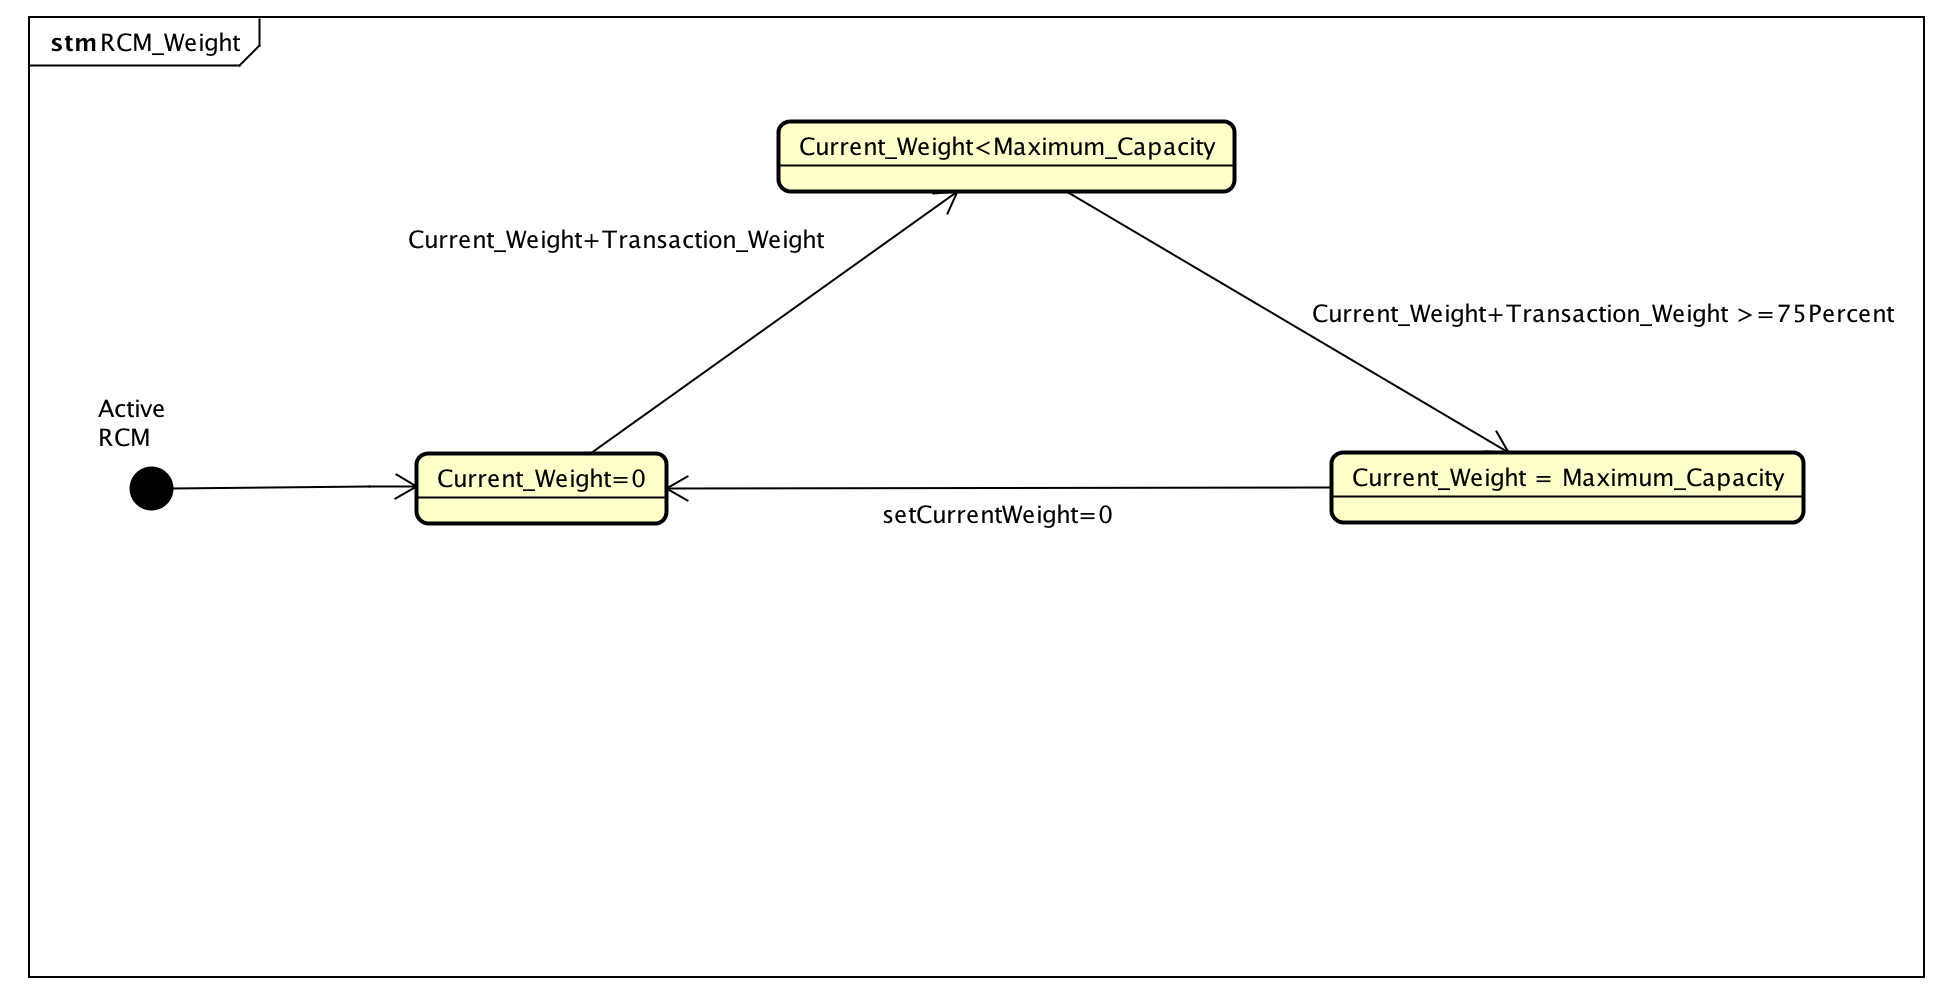 stm RCM_Weight
Current_Weight<Maximum_Capacity
Current_Weight+Transaction_Weight
Current_Weight+Transaction_Weight >=75Percent
Active
RCM
Current_Weight=0
Current_Weight = Maximum_Capacity
setCurrentWeight=0